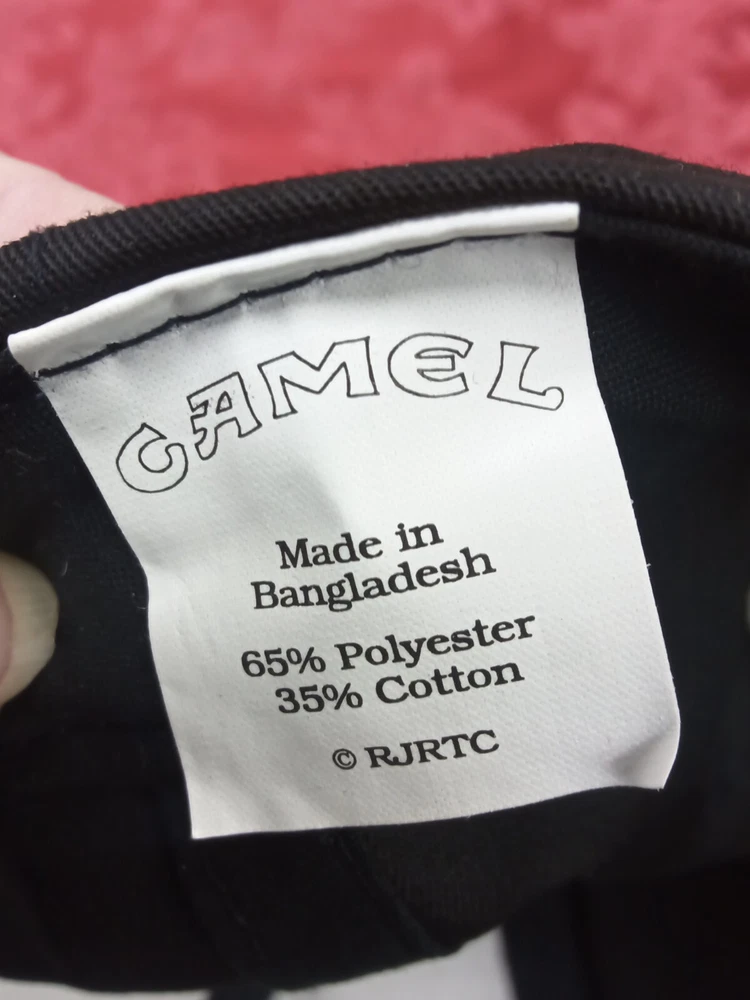 CAMEL
Made in
Bangladesh
65% Polyester
35% Cotton
© RJRTC